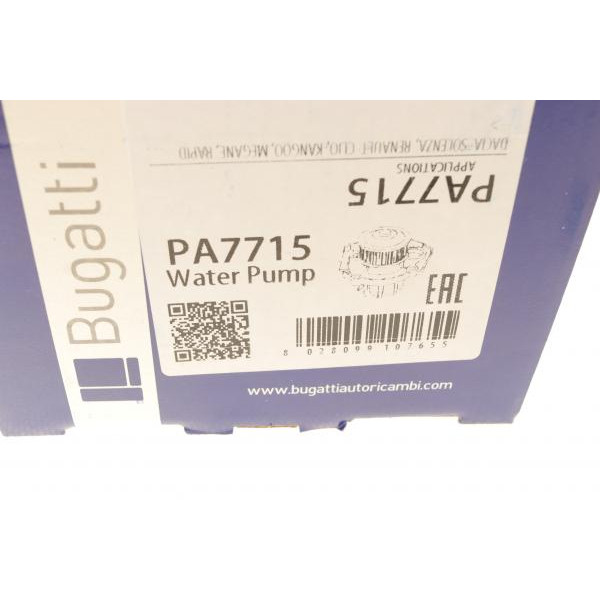 Bugatti
PA7715
APPLICATIONS
DACIA: SOLENZA, RENAULT: CLIO, KANGOO, MEGANE, RAPID
PA7715
Water Pump
EAC
8 028099 107655
www.bugattiautoricambi.com